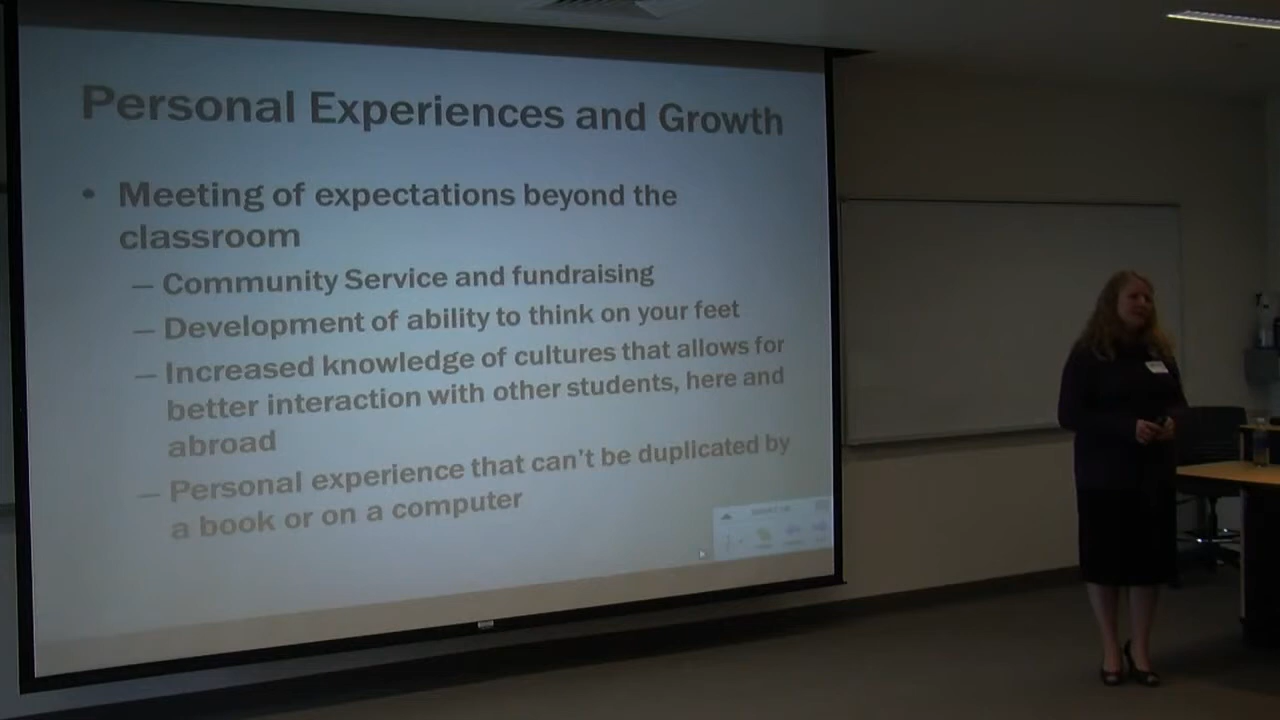 Personal Experiences and Growth
• Meeting of expectations beyond the
classroom
— Community Service and fundraising
— Development of ability to think on your feet
— Increased knowledge of cultures that allows for
better interaction with other students, here and
abroad
— Personal experience that can't be duplicated by
a book or on a computer